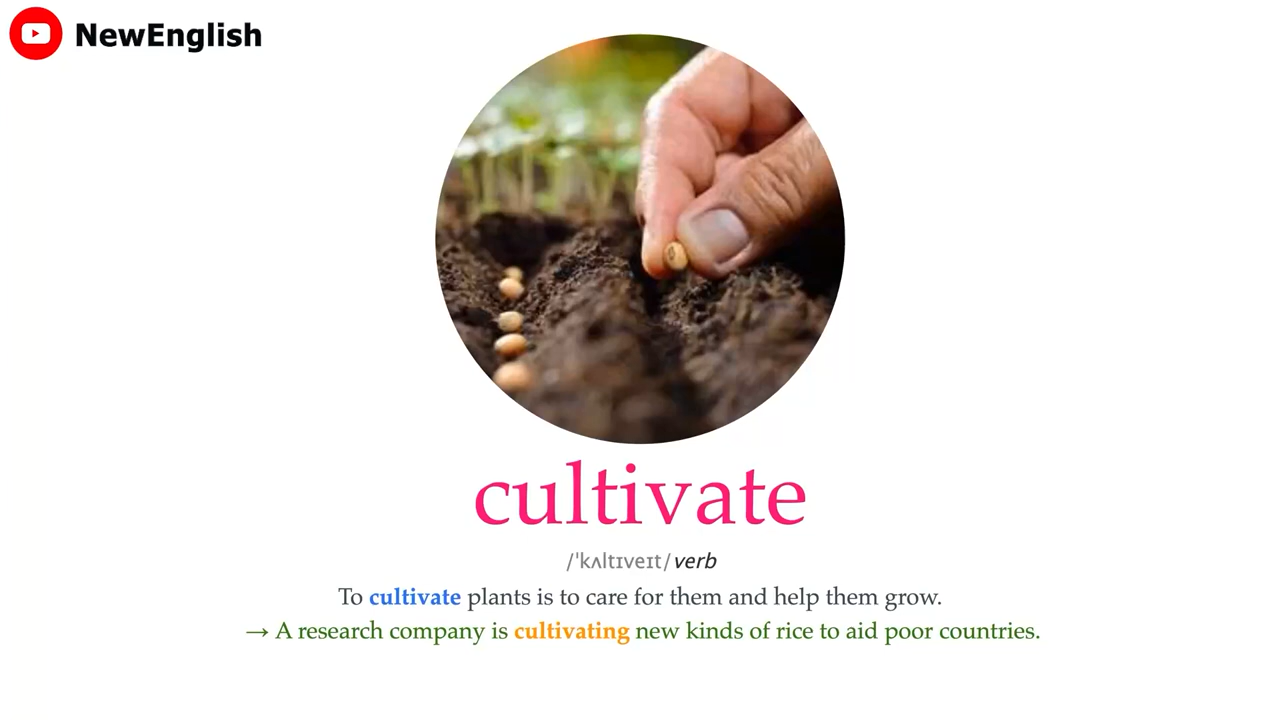 NewEnglish
cultivate
/ˈkʌltɪveɪt/verb
To cultivate plants is to care for them and help them grow.
→ A research company is cultivating new kinds of rice to aid poor countries.